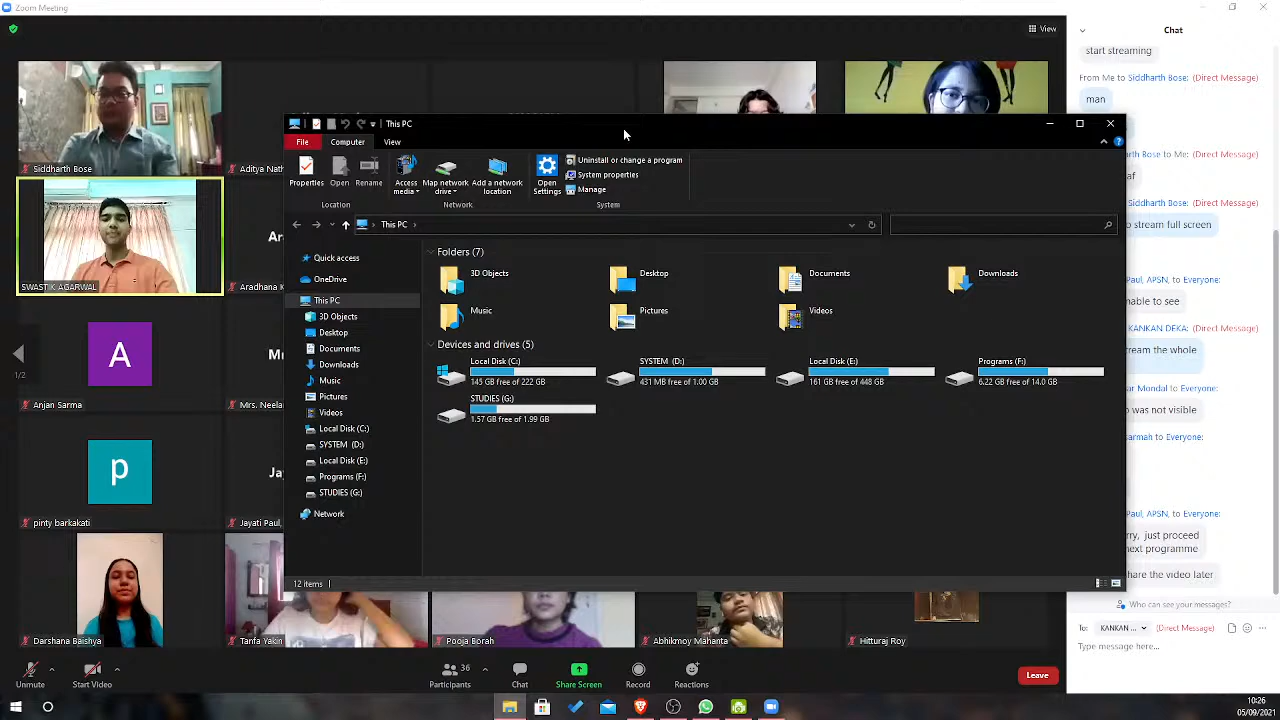 Zoom Meeting
View
Chat
start streaming
From Me to Siddharth Bose: (Direct Message)
man
This PC
File
Computer
View
Properties
Open
Rename
Access media
Map network drive
Add a network location
Open Settings
Uninstall or change a program
System properties
Manage
Location
Network
System
This PC
Quick access
OneDrive
This PC
3D Objects
Desktop
Documents
Downloads
Music
Pictures
Videos
Local Disk (C:)
SYSTEM (D:)
Local Disk (E:)
Programs (F:)
STUDIES (G:)
Network
Folders (7)
3D Objects
Desktop
Documents
Downloads
Music
Pictures
Videos
Devices and drives (5)
Local Disk (C:)
145 GB free of 222 GB
SYSTEM (D:)
431 MB free of 1.00 GB
Local Disk (E:)
161 GB free of 448 GB
Programs (F:)
6.22 GB free of 14.0 GB
STUDIES (G:)
1.57 GB free of 1.99 GB
12 items
Siddharth Bose
Aditya Nath
SWASTIK AGARWAL
Aradhana K
A
Anjan Sarma
Mrs. Neela
p
pinty barkakati
Jayati Paul,
Darshana Baishya
Tanfa Yakin
Pooja Borah
Abhikmoy Mahanta
Hitturaj Roy
1/2
Bose to Me: (Direct Message)
Siddharth Bose: (Direct Message)
o stream full screen
Paul, APSN, to Everyone:
nable to see
KANKAN DEKA: (Direct Message)
tream the whole
ar Mondal to Everyone:
o was not visible
armah to Everyone:
Paul, APSN, to Everyone:
rry, just proceed
next programme
hare the video later
Who can see your messages?
To: KANKAN ... (Direct Message)
Type message here...
Unmute
Start Video
Participants
36
Chat
Share Screen
Record
Reactions
Leave
10:26
05/09/2021